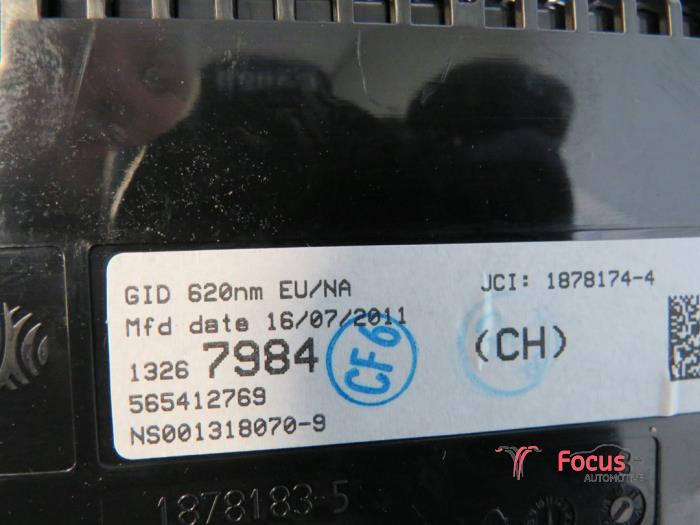 GID 620nm EU/NA
JCI: 1878174-4
Mfd date 16/07/2011
1326 7984
CF6
(CH)
565412769
NS001318070-9
1878183-5
Focus
AUTOMOTIVE